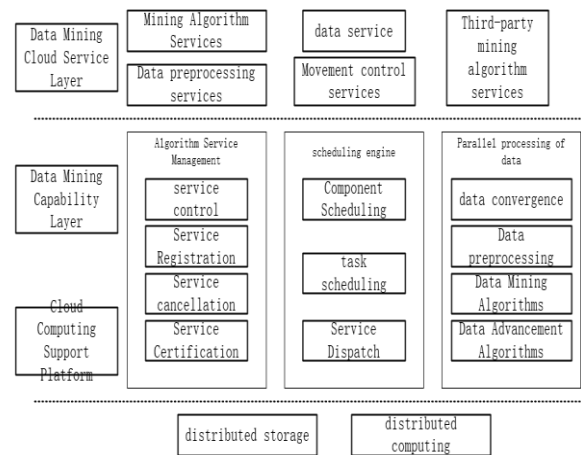 Data Mining
Cloud Service
Layer
Mining Algorithm
Services
Data preprocessing
services
data service
Movement control
services
Third-party
mining
algorithm
services
Data Mining
Capability
Layer
Cloud
Computing
Support
Platform
Algorithm Service
Management
service
control
Service
Registration
Service
cancellation
Service
Certification
scheduling engine
Component
Scheduling
task
scheduling
Service
Dispatch
Parallel processing of
data
data convergence
Data
preprocessing
Data Mining
Algorithms
Data Advancement
Algorithms
distributed storage
distributed
computing